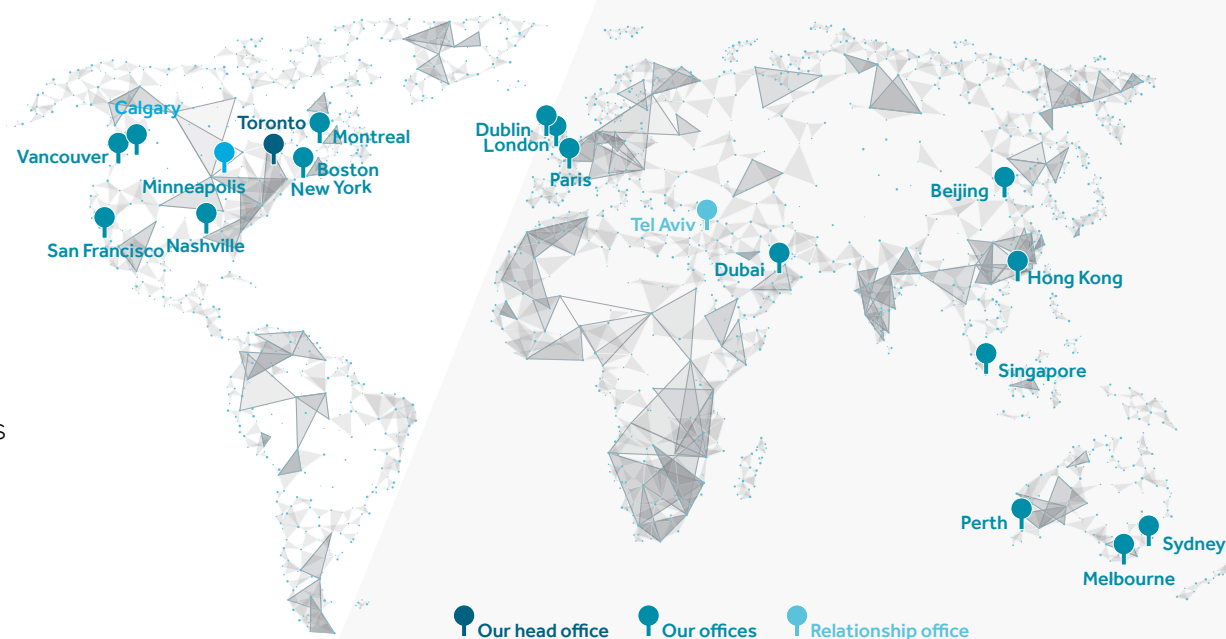 Calgary
Toronto
Montreal
Vancouver
Boston
Minneapolis
New York
San Francisco
Nashville
Dublin
London
Paris
Tel Aviv
Dubai
Beijing
Hong Kong
Singapore
s
Perth
Sydney
Melbourne
Our head office
Our offices
Relationship office